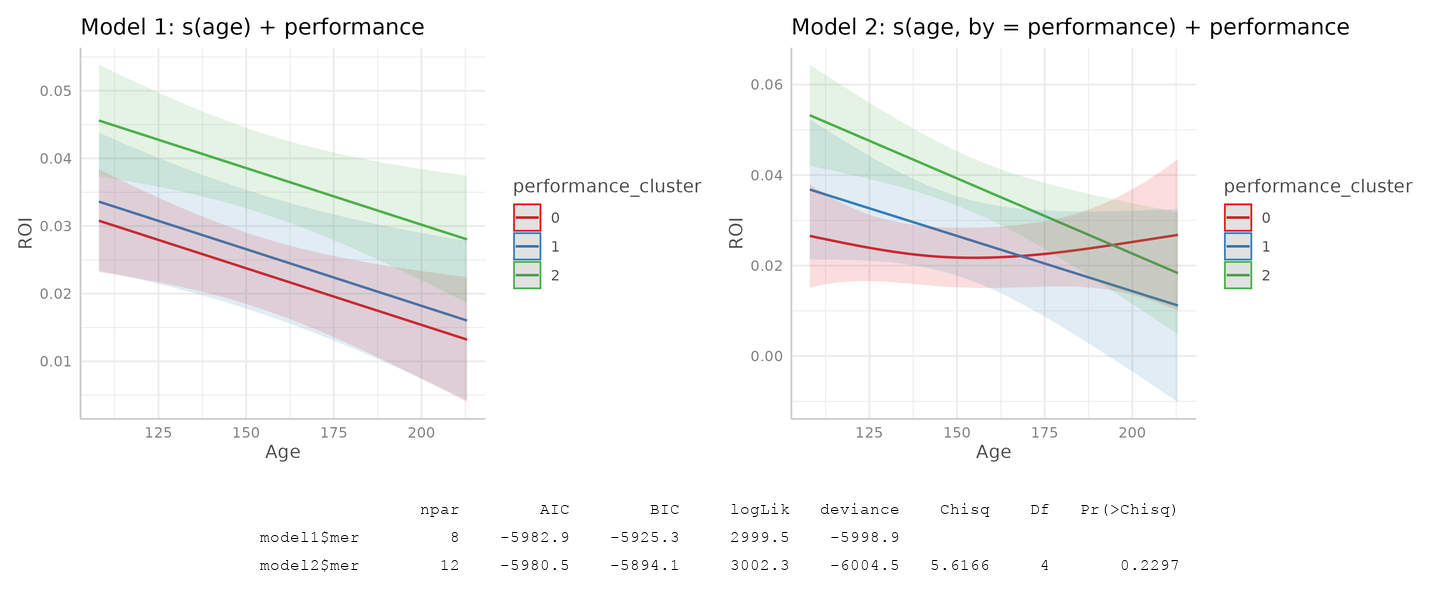 Model 1: s(age) + performance
0.05
0.04
0.03
0.02
0.01
ROI
125 150 175 200
Age
performance_cluster
0
1
2
Model 2: s(age, by = performance) + performance
0.06
0.04
0.02
0.00
ROI
125 150 175 200
Age
performance_cluster
0
1
2
npar AIC BIC logLik deviance Chisq Df Pr(>Chisq)
model1$mer 8 -5982.9 -5925.3 2999.5 -5998.9
model2$mer 12 -5980.5 -5894.1 3002.3 -6004.5 5.6166 4 0.2297